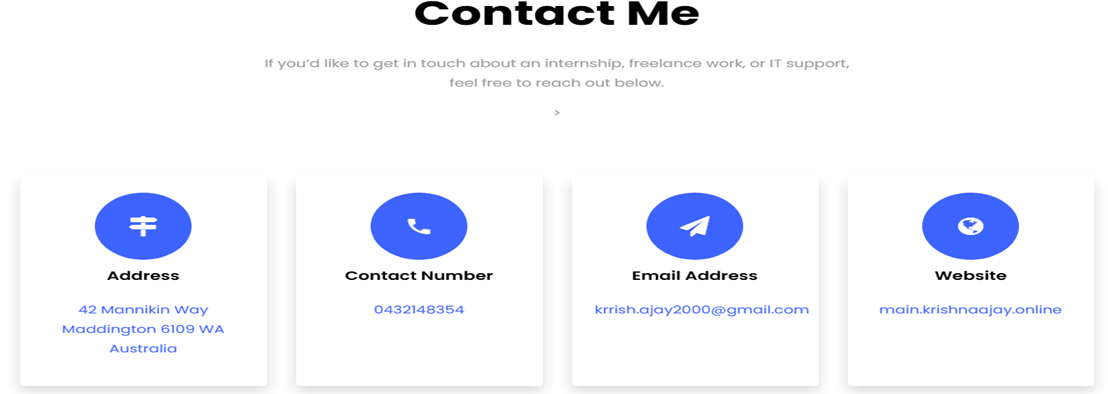 Contact Me
If you'd like to get in touch about an internship, freelance work, or IT support,
feel free to reach out below.
>
Address
42 Mannikin Way
Maddington 6109 WA
Australia
Contact Number
0432148354
Email Address
krrish.ajay2000@gmail.com
Website
main.krishnaajay.online